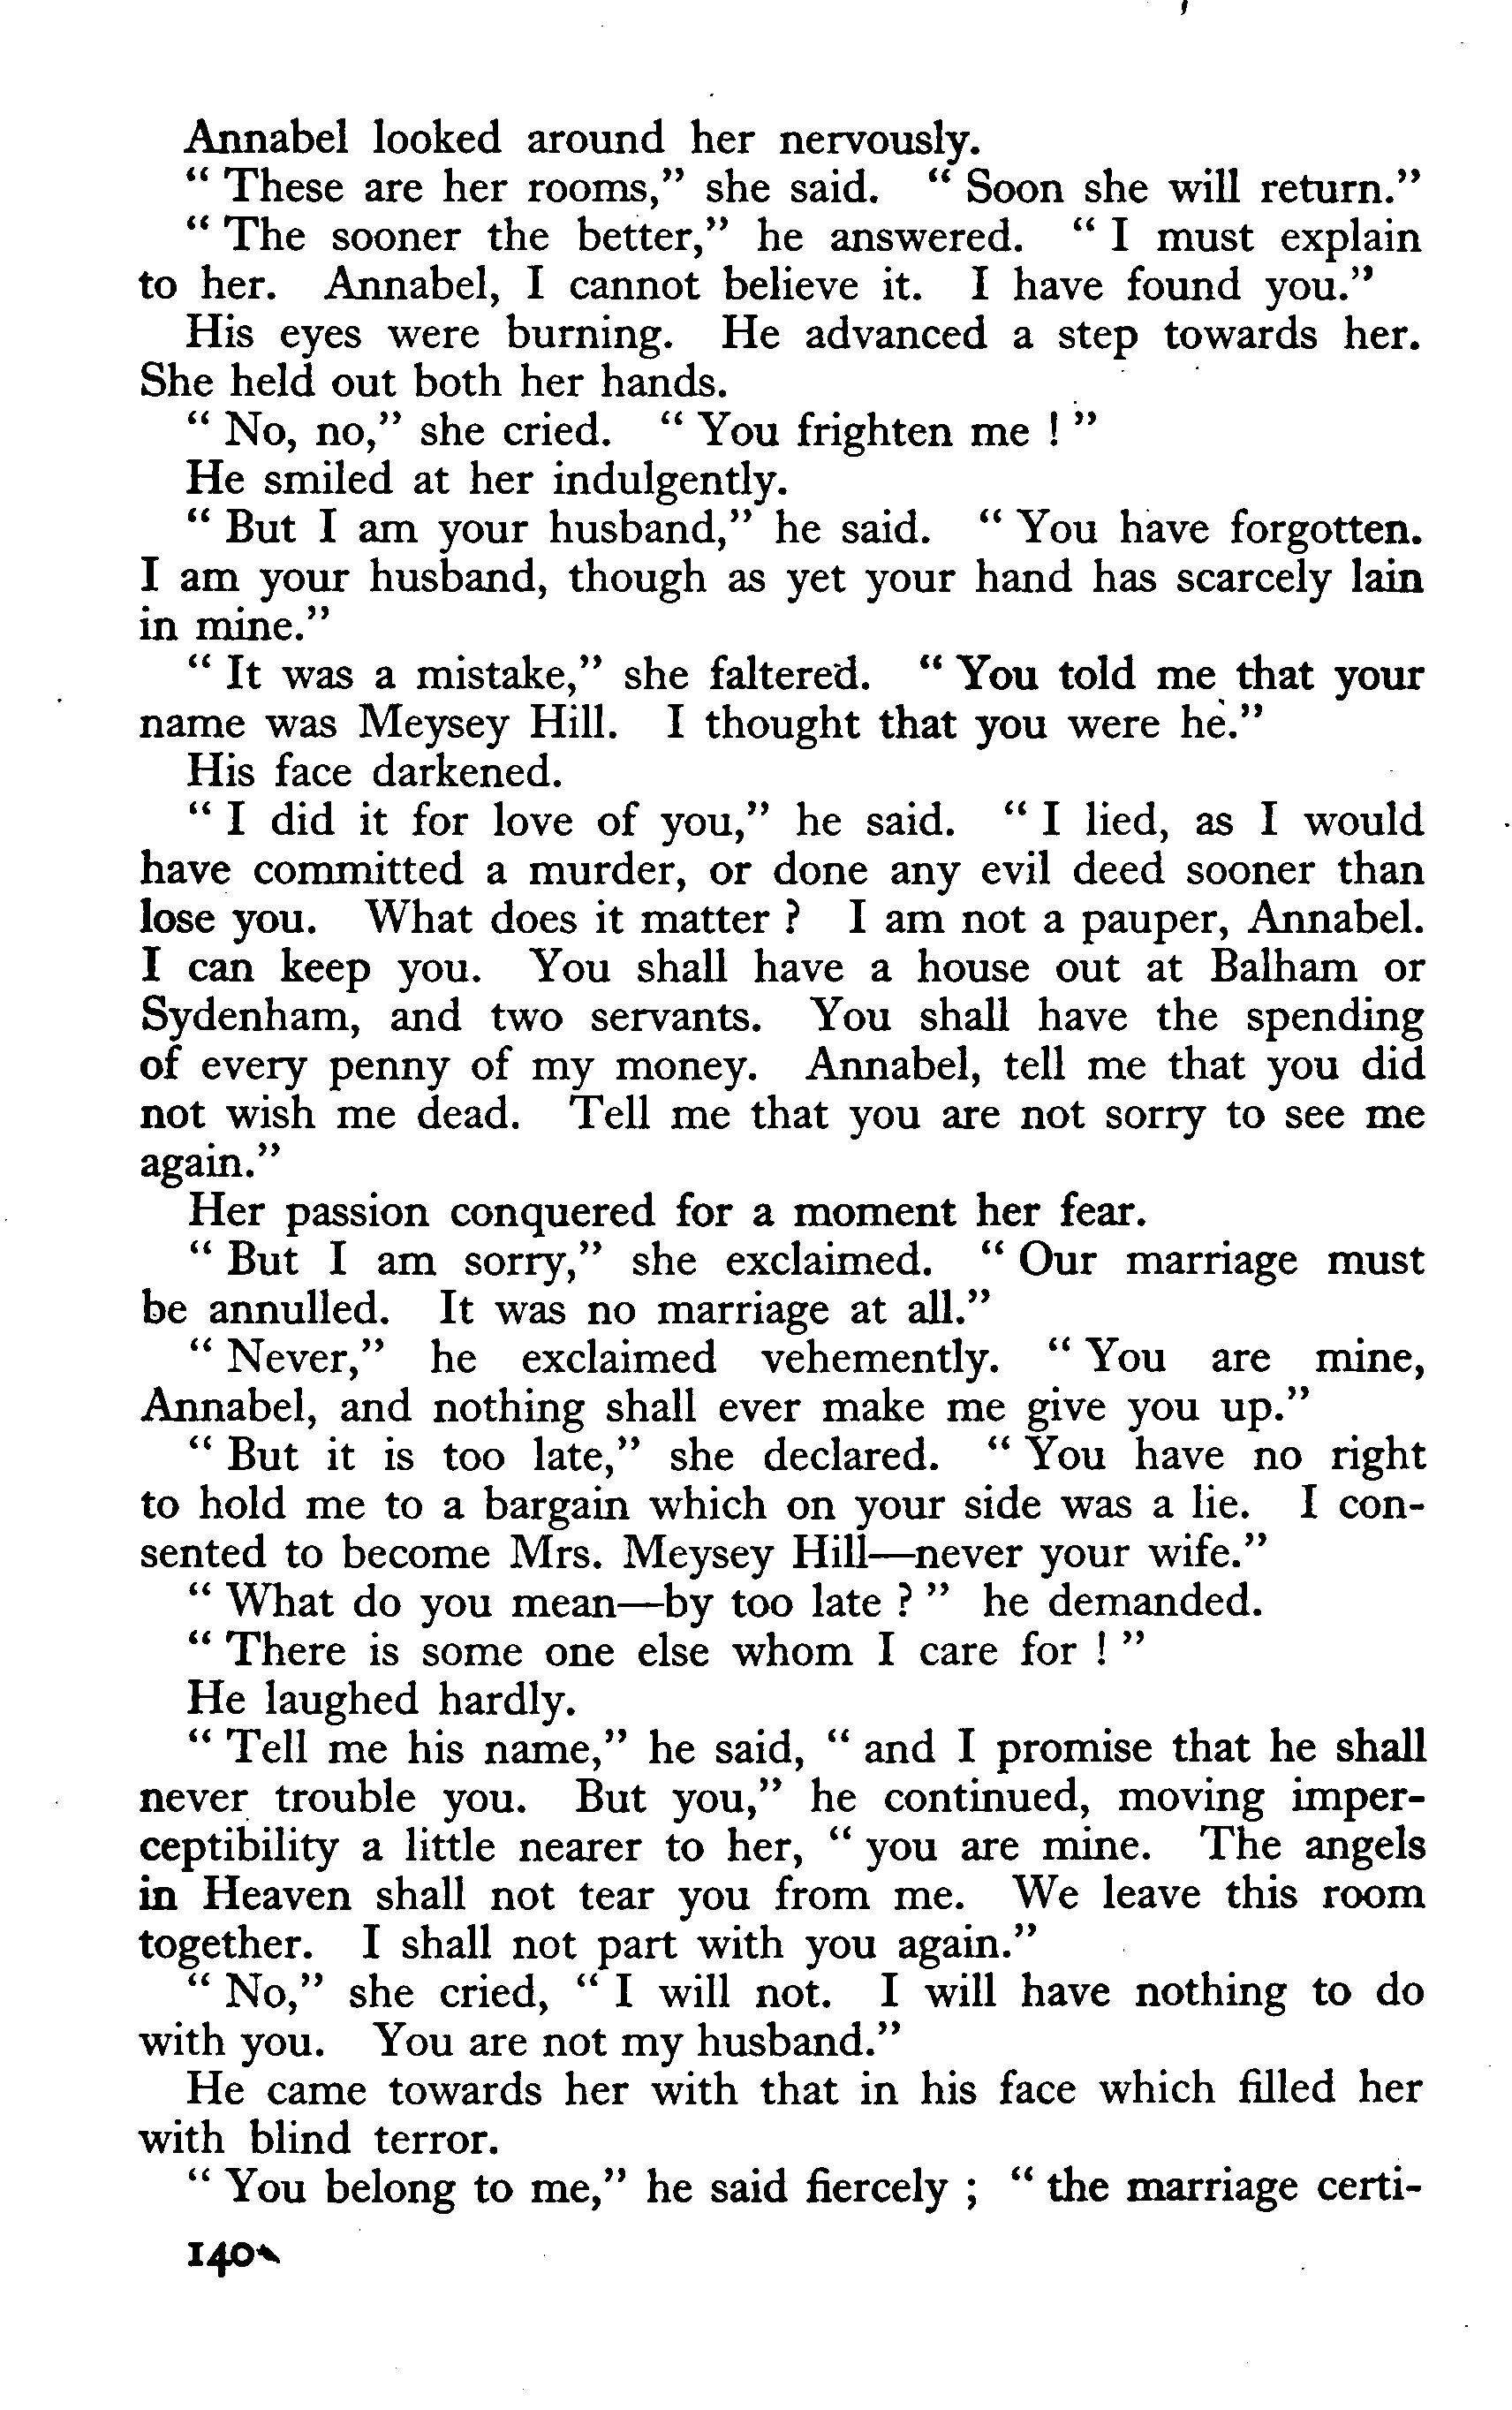 Annabel looked around her nervously.
“ These are her rooms,” she said. “ Soon she will return.”
“ The sooner the better,” he answered. “ I must explain
to her. Annabel, I cannot believe it. I have found you.”
His eyes were burning. He advanced a step towards her.
She held out both her hands.
“ No, no,” she cried. “ You frighten me ! ”
He smiled at her indulgently.
“ But I am your husband,” he said. “ You have forgotten.
I am your husband, though as yet your hand has scarcely lain
in mine.”
“ It was a mistake,” she faltered. “ You told me that your
name was Meysey Hill. I thought that you were he.”
His face darkened.
“ I did it for love of you,” he said. “ I lied, as I would
have committed a murder, or done any evil deed sooner than
lose you. What does it matter ? I am not a pauper, Annabel.
I can keep you. You shall have a house out at Balham or
Sydenham, and two servants. You shall have the spending
of every penny of my money. Annabel, tell me that you did
not wish me dead. Tell me that you are not sorry to see me
again.”
Her passion conquered for a moment her fear.
“ But I am sorry,” she exclaimed. “ Our marriage must
be annulled. It was no marriage at all.”
“ Never,” he exclaimed vehemently. “ You are mine,
Annabel, and nothing shall ever make me give you up.”
“ But it is too late,” she declared. “ You have no right
to hold me to a bargain which on your side was a lie. I con-
sented to become Mrs. Meysey Hill—never your wife.”
“ What do you mean—by too late ? ” he demanded.
“ There is some one else whom I care for ! ”
He laughed hardly.
“ Tell me his name,” he said, “ and I promise that he shall
never trouble you. But you,” he continued, moving imper-
ceptibility a little nearer to her, “ you are mine. The angels
in Heaven shall not tear you from me. We leave this room
together. I shall not part with you again.”
“ No,” she cried, “ I will not. I will have nothing to do
with you. You are not my husband.”
He came towards her with that in his face which filled her
with blind terror.
“ You belong to me,” he said fiercely ; “ the marriage certi-
140